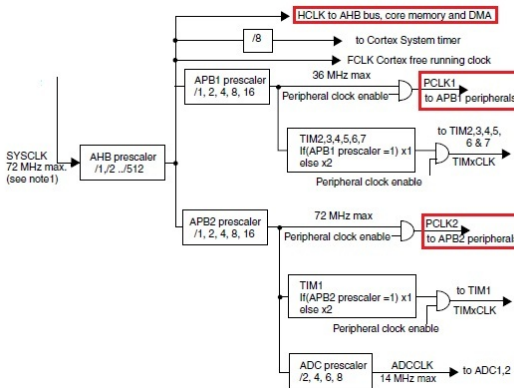 HCLK to AHB bus, core memory and DMA
/8
to Cortex System timer
FCLK Cortex free running clock
APB1 prescaler
/1, 2, 4, 8, 16
36 MHz max
Peripheral clock enable
PCLK1
to APB1 peripherals
TIM2,3,4,5,6,7
If(APB1 prescaler =1) x1
else x2
to TIM2,3,4,5,
6 & 7
TIMxCLK
Peripheral clock enable
SYSCLK
72 MHz max.
(see note1)
AHB prescaler
/1,/2 ../512
APB2 prescaler
/1, 2, 4, 8, 16
72 MHz max
Peripheral clock enable
PCLK2
to APB2 peripherals
TIM1
If(APB2 prescaler =1) x1
else x2
to TIM1
TIMxCLK
Peripheral clock enable
ADC prescaler
/2, 4, 6, 8
ADCCLK
14 MHz max
to ADC1,2